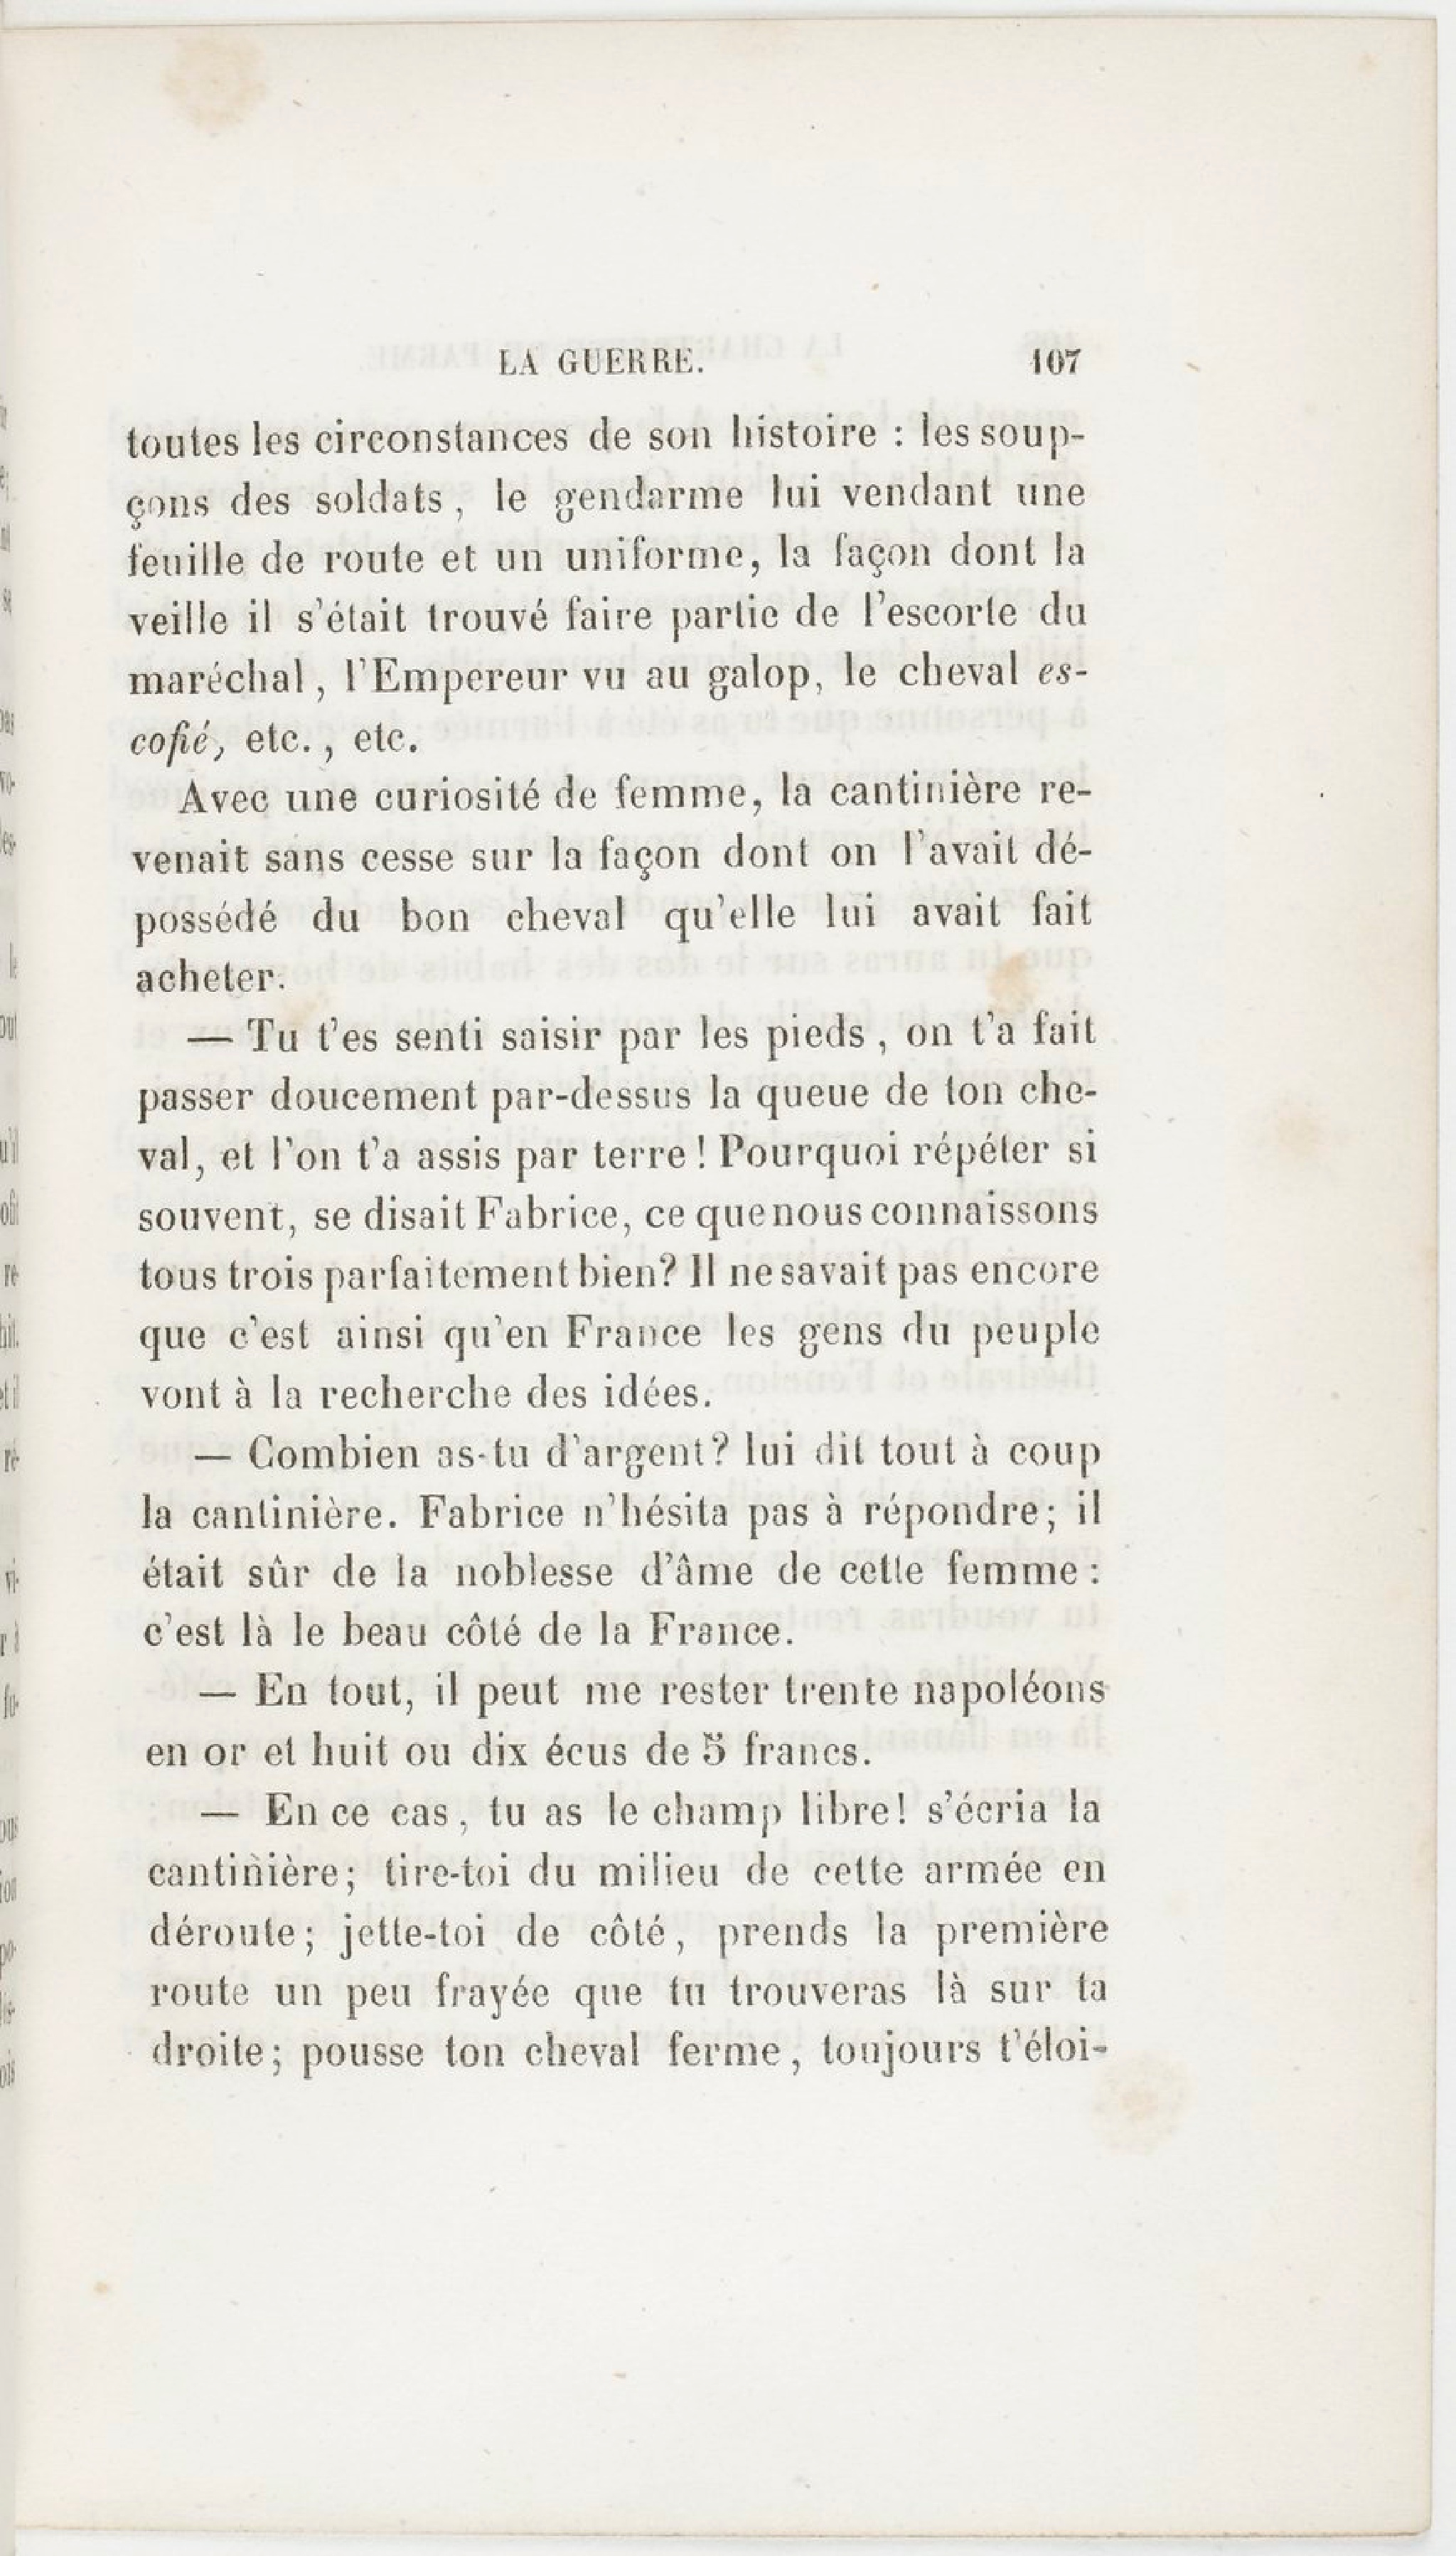 LA GUERRE. 107
toutes les circonstances de son histoire : les soup-
çons des soldats, le gendarme lui vendant une
feuille de route et un uniforme, la façon dont la
veille il s'était trouvé faire partie de l'escorte du
maréchal, l'Empereur vu au galop, le cheval es-
cofié, etc., etc.
Avec une curiosité de femme, la cantinière re-
venait sans cesse sur la façon dont on l'avait dé-
possédé du bon cheval qu'elle lui avait fait
acheter.
— Tu t'es senti saisir par les pieds, on t'a fait
passer doucement par-dessus la queue de ton che-
val, et l'on t'a assis par terre! Pourquoi répéter si
souvent, se disait Fabrice, ce que nous connaissons
tous trois parfaitement bien? Il ne savait pas encore
que c'est ainsi qu'en France les gens du peuple
vont à la recherche des idées.
— Combien as-tu d'argent? lui dit tout à coup
la cantinière. Fabrice n'hésita pas à répondre; il
était sûr de la noblesse d'âme de cette femme :
c'est là le beau côté de la France.
— En tout, il peut me rester trente napoléons
en or et huit ou dix écus de 5 francs.
— En ce cas, tu as le champ libre! s'écria la
cantinière; tire-toi du milieu de cette armée en
déroute; jette-toi de côté, prends la première
route un peu frayée que tu trouveras là sur ta
droite; pousse ton cheval ferme, toujours t'éloi-